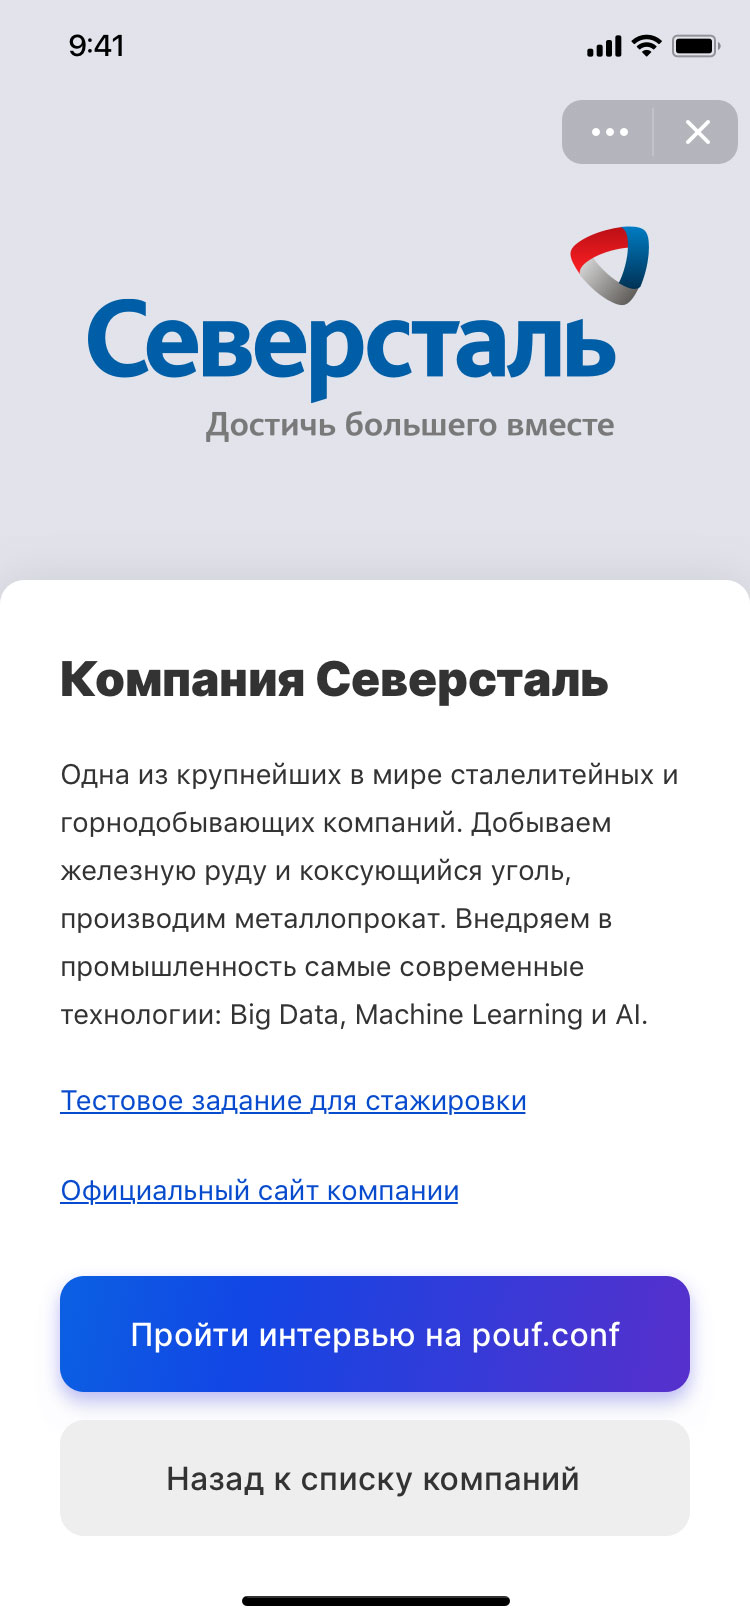 9:41
Северсталь
Достичь большего вместе
Компания Северсталь
Одна из крупнейших в мире сталелитейных и
горнодобывающих компаний. Добываем
железную руду и коксующийся уголь,
производим металлопрокат. Внедряем в
промышленность самые современные
технологии: Big Data, Machine Learning и AI.
Тестовое задание для стажировки
Официальный сайт компании
Пройти интервью на pouf.conf
Назад к списку компаний